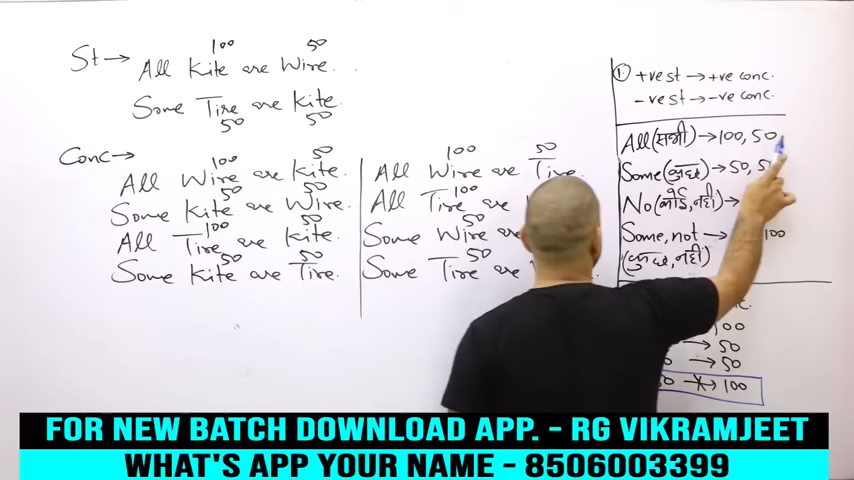 St → All Kite are Wire.
100 50
Some Tire are Kite.
50 50
Conc →
100 50
All Wire are Kite.
50 50
Some Kite are Wire.
100 50
All Tire are Kite.
50 50
Some Kite are Tire.
100 50
All Wire are Tire.
100
All Tire are
50
Some Wire are
50
Some Tire are
① +ve st → +ve conc.
-ve st → -ve conc.
All (सभी) → 100, 50
Some (कुछ) → 50, 5
No (कोई, नहीं) →
Some, not → 100
(कुछ, नहीं)
100
→ 50
→ 50
→ 100
FOR NEW BATCH DOWNLOAD APP. - RG VIKRAMJEET
WHAT'S APP YOUR NAME - 8506003399